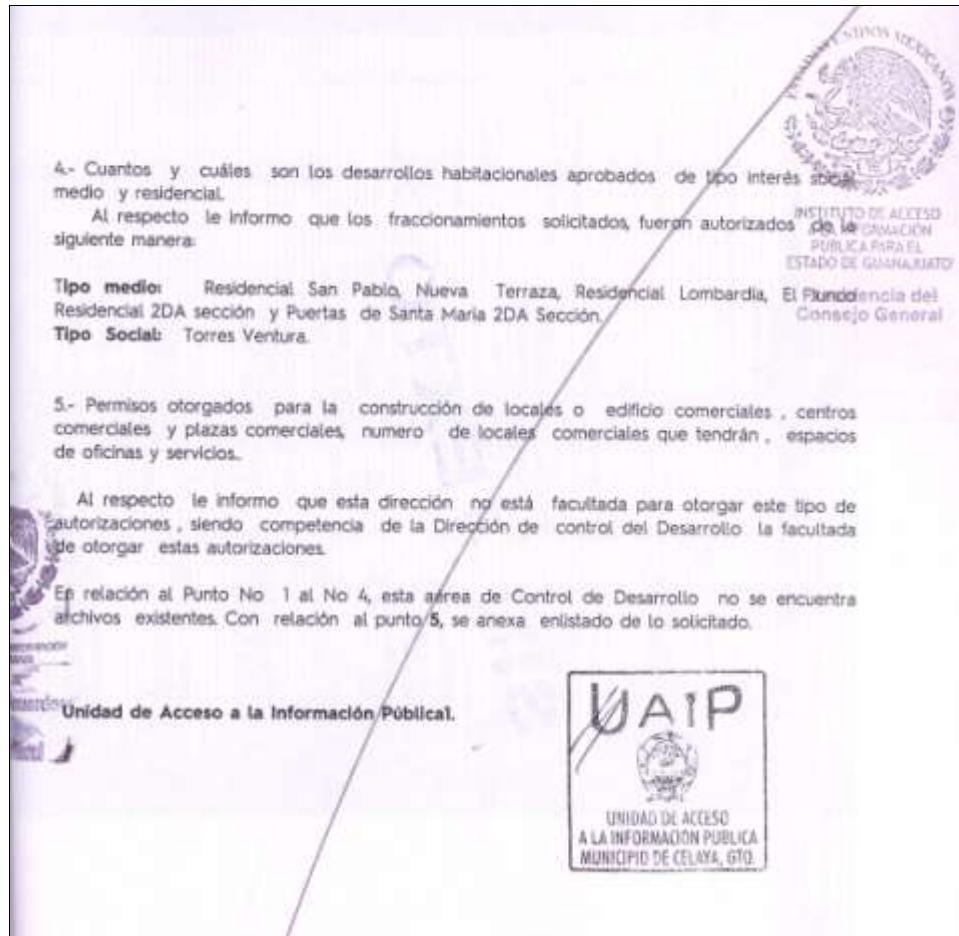 4.- Cuantos y cuáles son los desarrollos habitacionales aprobados de tipo interés social,
medio y residencial.
Al respecto le informo que los fraccionamientos solicitados, fueron autorizados de la
siguiente manera:
Tipo medio: Residencial San Pablo, Nueva Terraza, Residencial Lombardia, El
Residencial 2DA sección y Puertas de Santa Maria 2DA Sección.
Tipo Social: Torres Ventura.
5.- Permisos otorgados para la construcción de locales o edificio comerciales , centros
comerciales y plazas comerciales, numero de locales comerciales que tendrán , espacios
de oficinas y servicios..
Al respecto le informo que esta dirección no está facultada para otorgar este tipo de
autorizaciones , siendo competencia de la Dirección de control del Desarrollo la facultada
de otorgar estas autorizaciones.
En relación al Punto No 1 al No 4, esta aérea de Control de Desarrollo no se encuentra
archivos existentes. Con relación al punto 5, se anexa enlistado de lo solicitado.
Unidad de Acceso a la Información Pública1.
INSTITUTO DE ACCESO
PÚBLICA PARA EL
ESTADO DE GUANAJUATO
Consejo General
UAIP
UNIDAD DE ACCESO
A LA INFORMACIÓN PUBLICA
MUNICIPIO DE CELAYA, GTO.